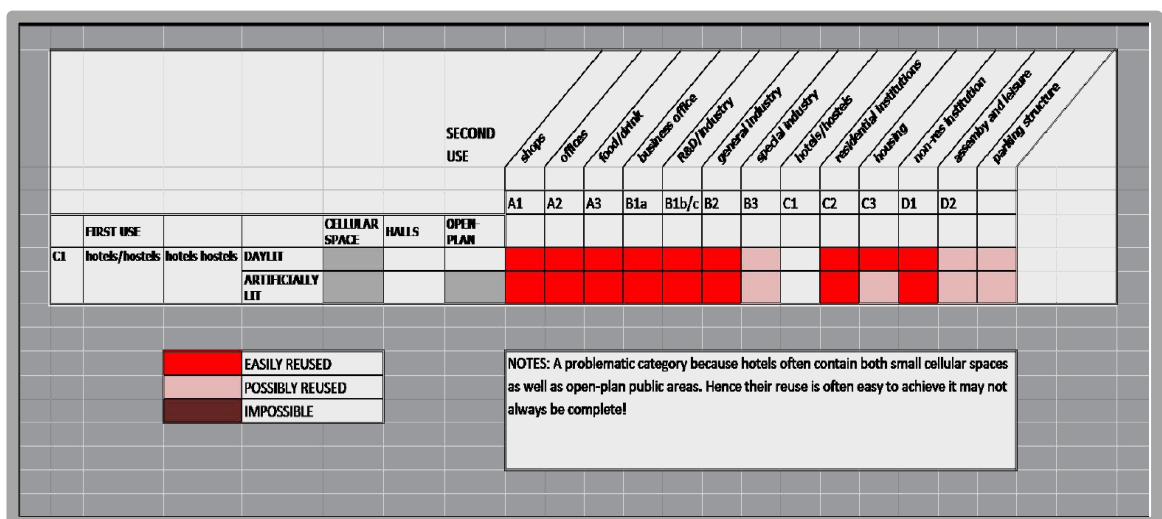 SECOND
USE
shops
offices
food/drink
business office
R&D/industry
general industry
special industry
hotels/hostels
residential institutions
housing
non-res institution
assemby and leisure
parking structure
A1 A2 A3 B1a B1b/c B2 B3 C1 C2 C3 D1 D2
FIRST USE CELLULAR SPACE HALLS OPEN-PLAN
C1 hotels/hostels hotels hostels DAYLIT
ARTIFICIALLY
LIT
EASILY REUSED
POSSIBLY REUSED
IMPOSSIBLE
NOTES: A problematic category because hotels often contain both small cellular spaces
as well as open-plan public areas. Hence their reuse is often easy to achieve it may not
always be complete!